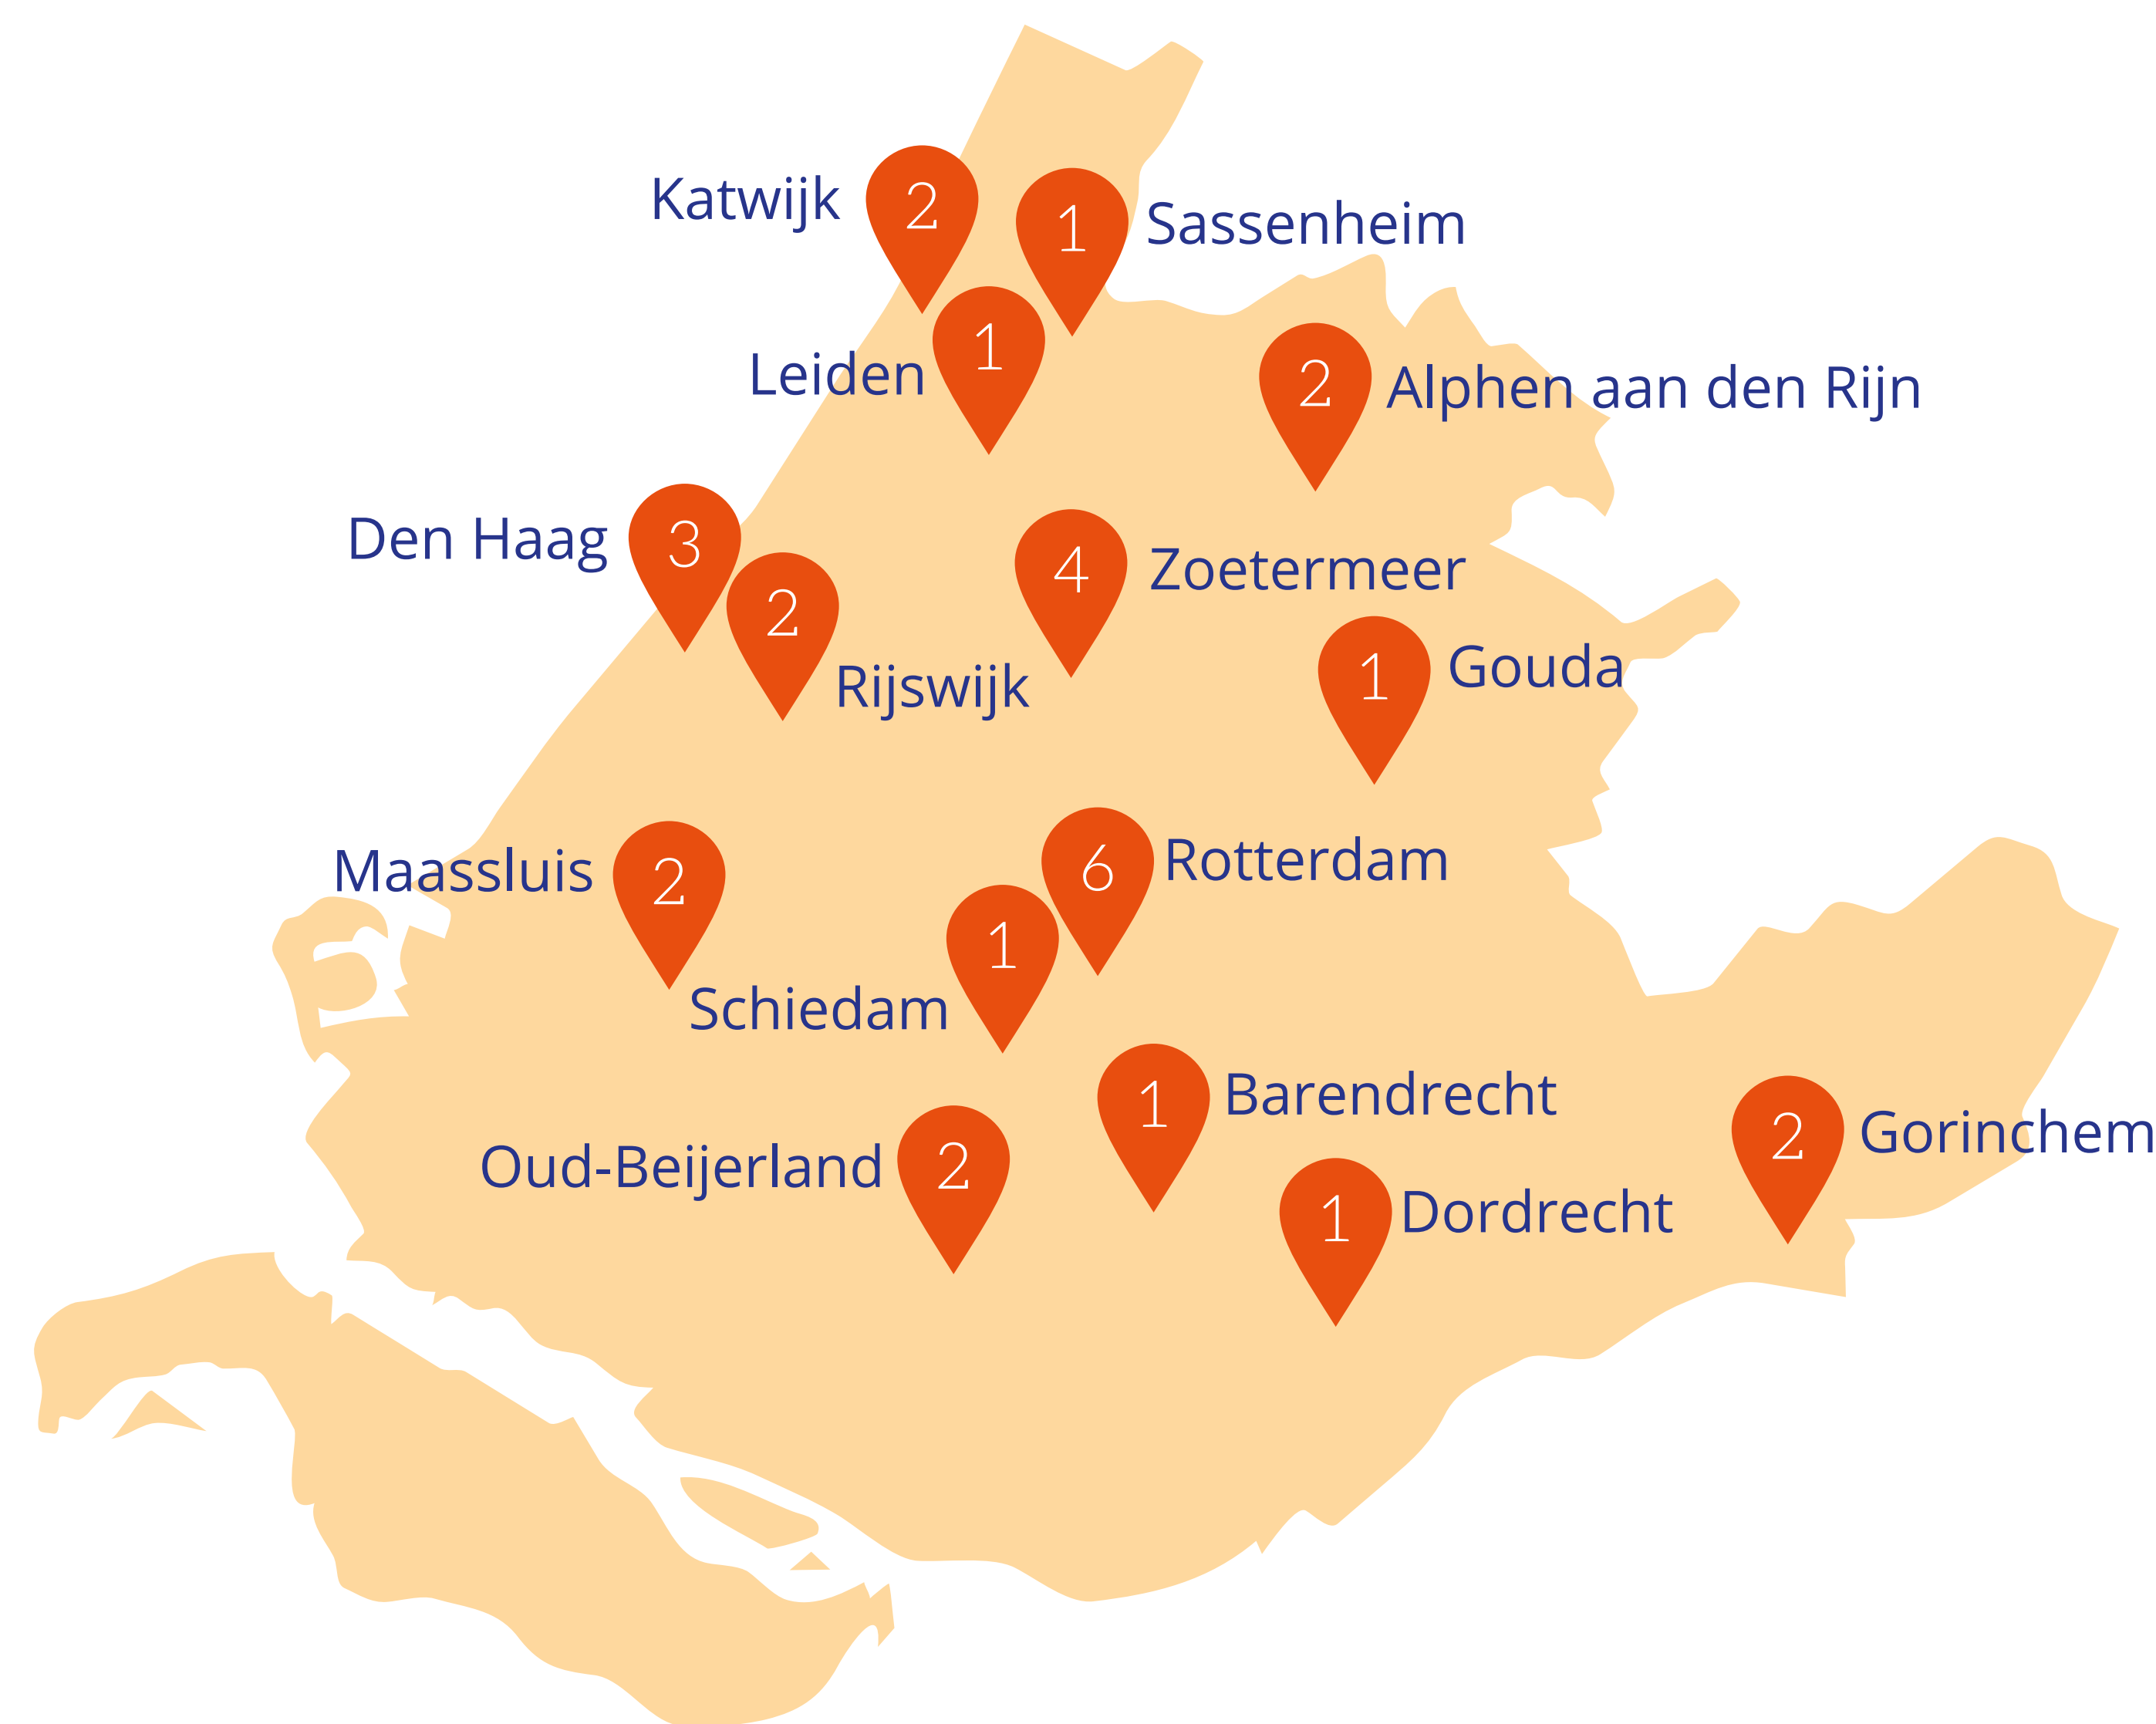 Katwijk 2
1 Sassenheim
Leiden 1
2 Alphen aan den Rijn
Den Haag 3
4 Zoetermeer
2 Rijswijk
1 Gouda
Maassluis 2
6 Rotterdam
Schiedam 1
1 Barendrecht
2 Gorinchem
Oud-Beijerland 2
1 Dordrecht